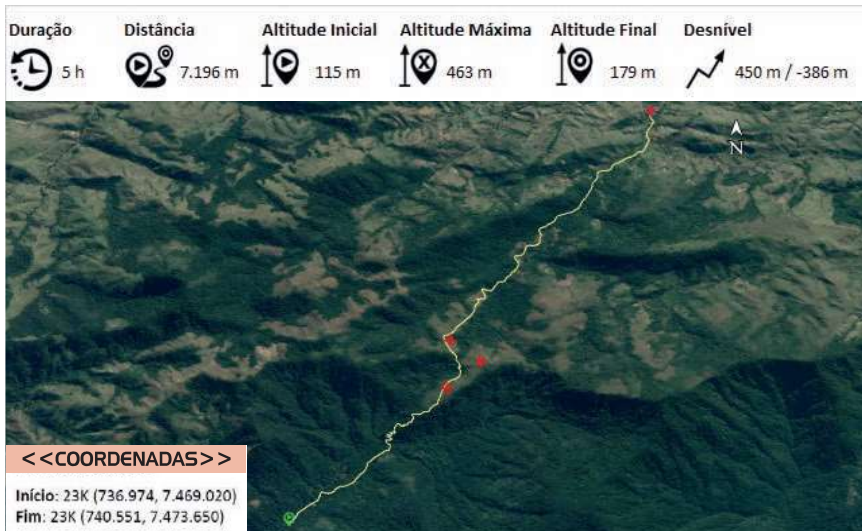 Duração Distância Altitude Inicial Altitude Máxima Altitude Final Desnível
5 h 7.196 m 115 m 463 m 179 m 450 m / -386 m
N
<<COORDENADAS>>
Início: 23K (736.974, 7.469.020)
Fim: 23K (740.551, 7.473.650)